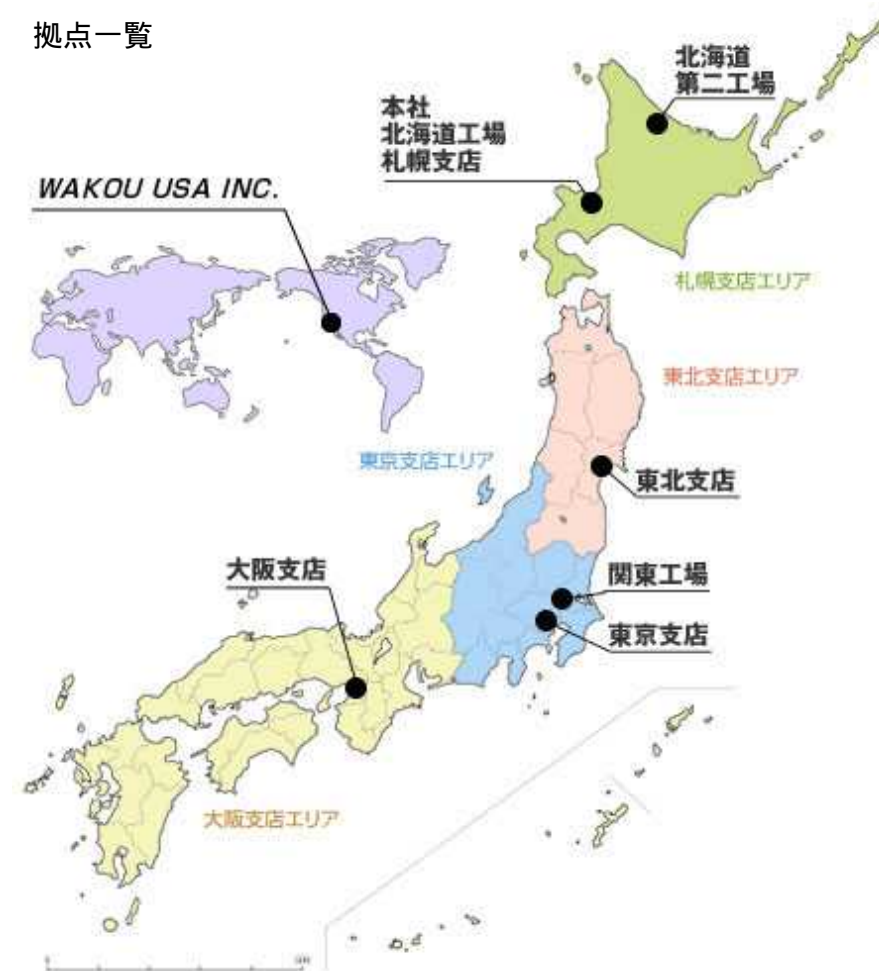 拠点一覧
北海道
第二工場
本社
北海道工場
札幌支店
WAKOU USA INC.
札幌支店エリア
東北支店エリア
東京支店エリア
東北支店
大阪支店
関東工場
東京支店
大阪支店エリア